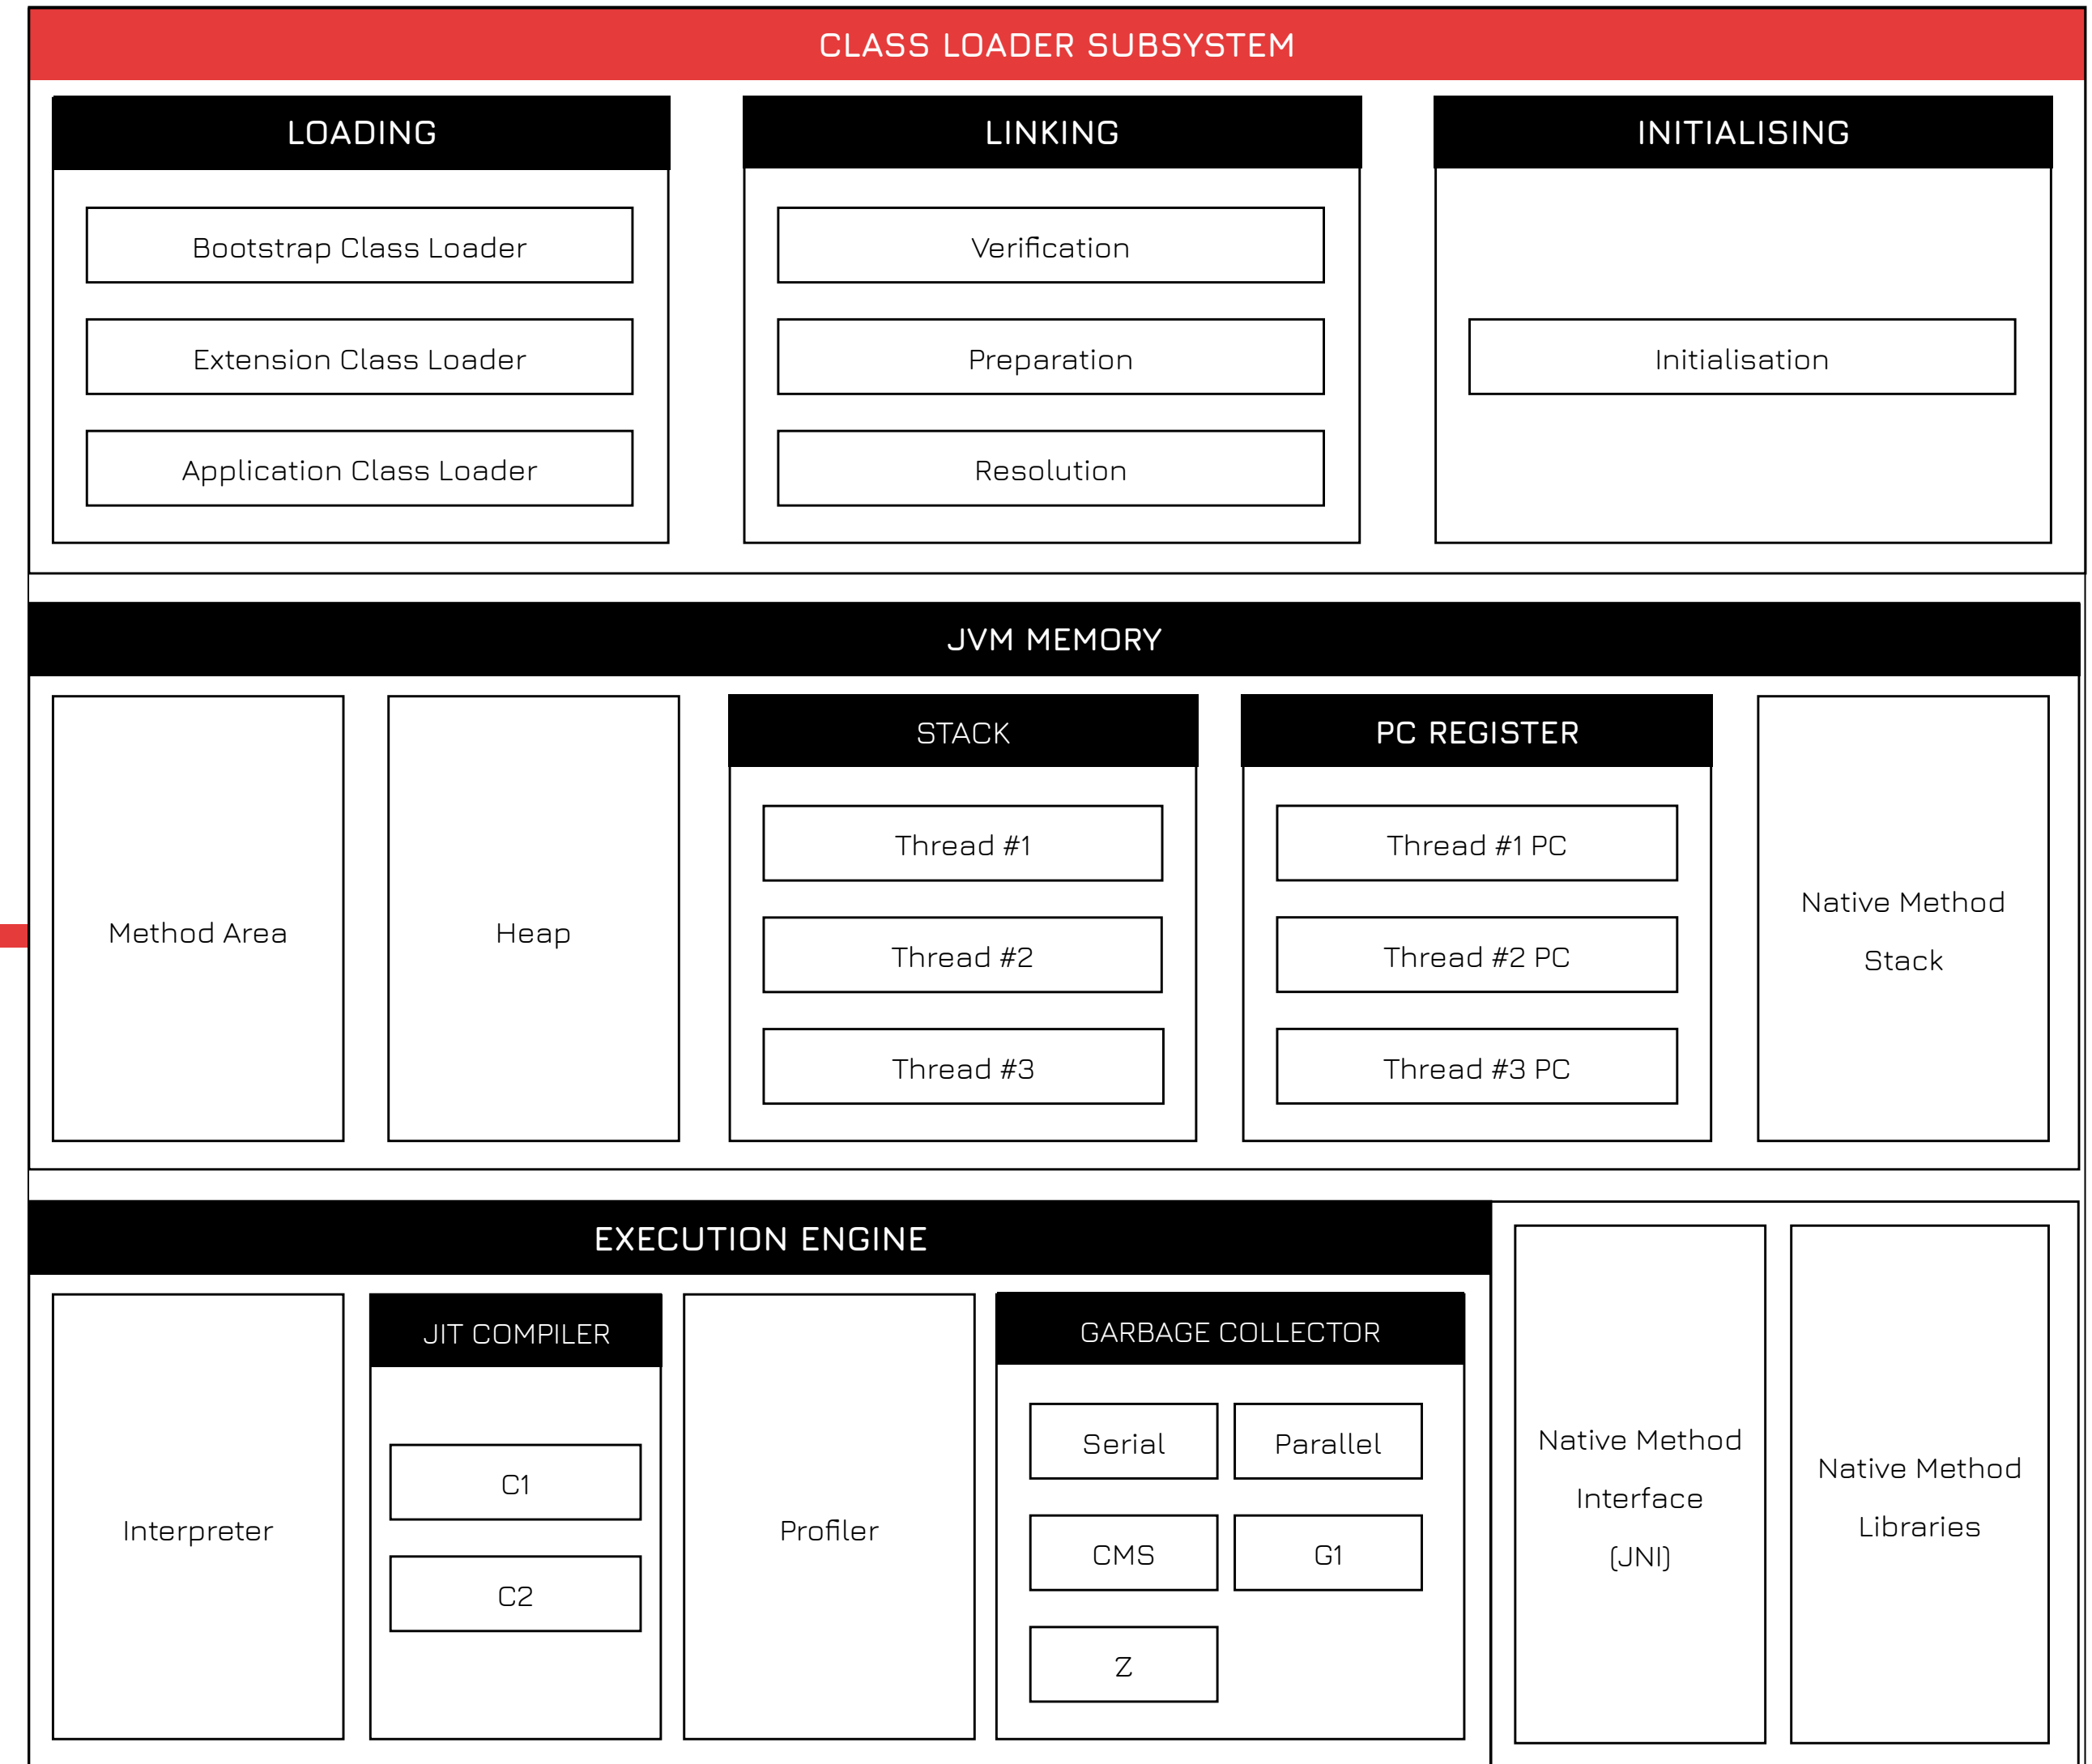 CLASS LOADER SUBSYSTEM
LOADING
Bootstrap Class Loader
Extension Class Loader
Application Class Loader
LINKING
Verification
Preparation
Resolution
INITIALISING
Initialisation
JVM MEMORY
Method Area
Heap
STACK
Thread #1
Thread #2
Thread #3
PC REGISTER
Thread #1 PC
Thread #2 PC
Thread #3 PC
Native Method
Stack
EXECUTION ENGINE
Interpreter
JIT COMPILER
C1
C2
Profiler
GARBAGE COLLECTOR
Serial
Parallel
CMS
G1
Z
Native Method
Interface
(JNI)
Native Method
Libraries